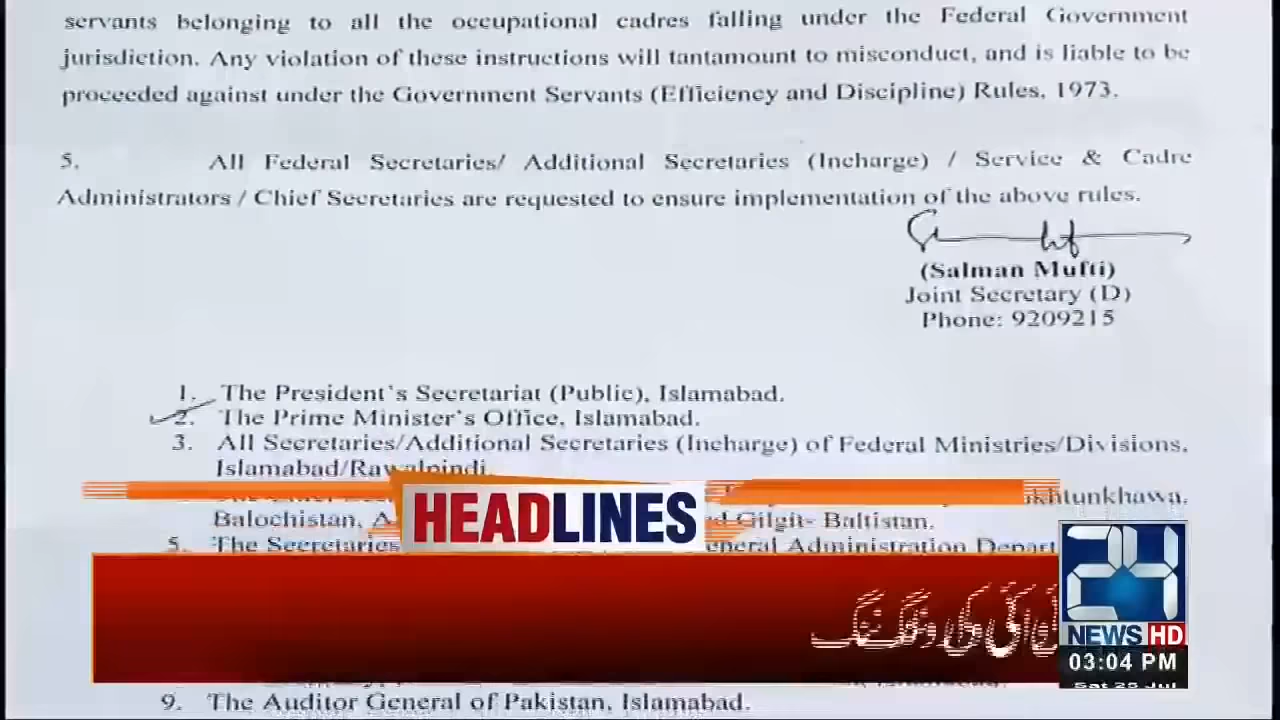 servants belonging to all the occupational cadres falling under the Federal Government
jurisdiction. Any violation of these instructions will tantamount to misconduct, and is liable to be
proceeded against under the Government Servants (Efficiency and Discipline) Rules, 1973.
5. All Federal Secretaries/ Additional Secretaries (Incharge) / Service & Cadre
Administrators / Chief Secretaries are requested to ensure implementation of the above rules.
(Salman Mufti)
Joint Secretary (D)
Phone: 9209215
1. The President's Secretariat (Public), Islamabad.
2. The Prime Minister's Office, Islamabad.
3. All Secretaries/Additional Secretaries (Incharge) of Federal Ministries/Divisions,
Islamabad/Rawalpindi.
Balochistan, Gilgit- Baltistan.
5. The Secretaries
HEADLINES
9. The Auditor General of Pakistan, Islamabad.
24
NEWS HD
03:04 PM
Sat 25 Jul